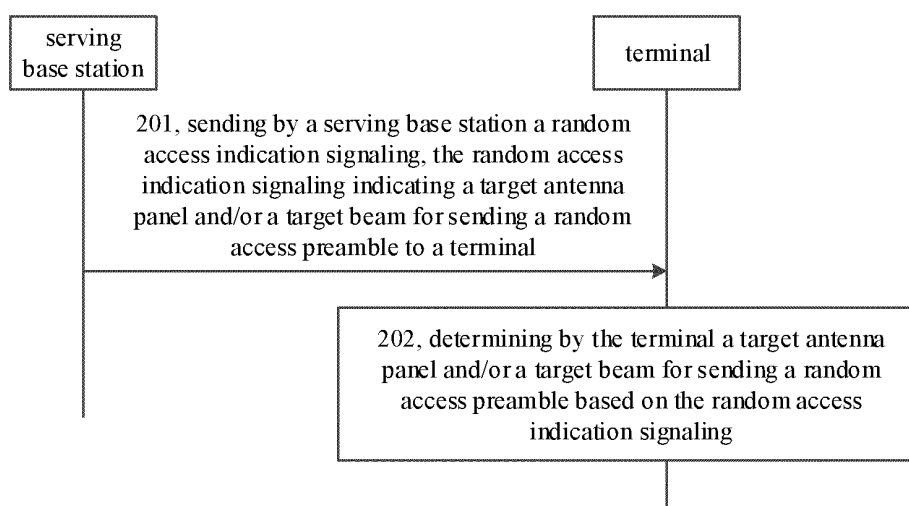 serving
base station
terminal
201, sending by a serving base station a random
access indication signaling, the random access
indication signaling indicating a target antenna
panel and/or a target beam for sending a random
access preamble to a terminal
202, determining by the terminal a target antenna
panel and/or a target beam for sending a random
access preamble based on the random access
indication signaling